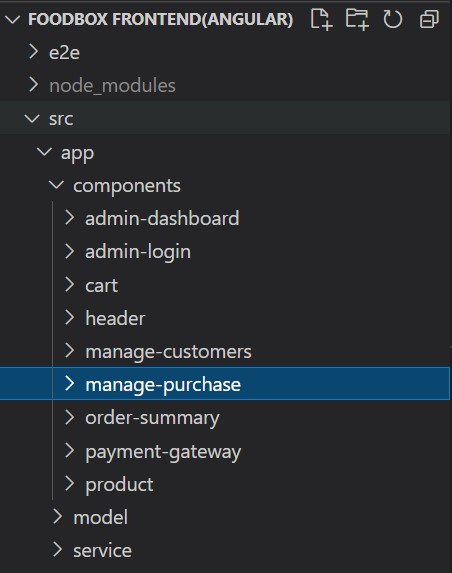 FOODBOX FRONTEND(ANGULAR)
e2e
node_modules
src
app
components
admin-dashboard
admin-login
cart
header
manage-customers
manage-purchase
order-summary
payment-gateway
product
model
service